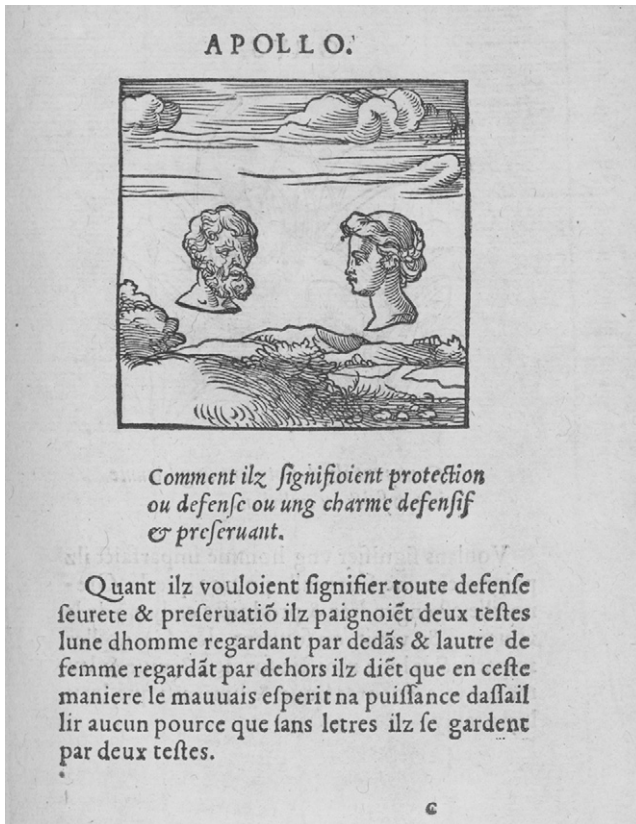 APOLLO.
Comment ilz ſignifioient protection
ou defenſe ou ung charme defenſif
& preſeruant.
Quant ilz vouloient ſignifier toute defenſe
ſeurete & preſeruatiõ ilz paignoiẽt deux teſtes
lune dhomme regardant par dedãs & lautre de
femme regardãt par dehors ilz diẽt que en ceſte
maniere le mauuais eſperit na puiſſance daſſail
lir aucun pource que ſans letres ilz ſe gardent
par deux teſtes.
c